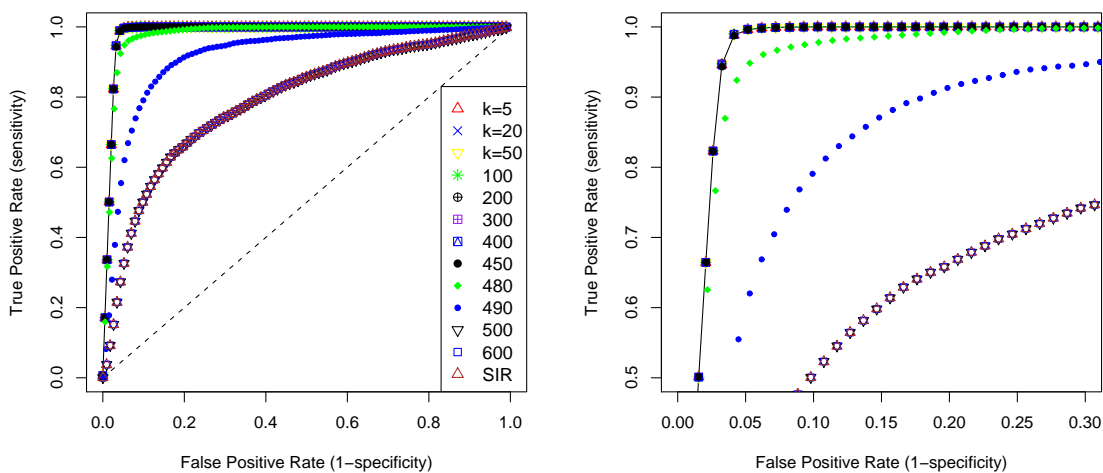 True Positive Rate (sensitivity)
1.0
0.8
0.6
0.4
0.2
0.0
0.0 0.2 0.4 0.6 0.8 1.0
False Positive Rate (1−specificity)
k=5
k=20
k=50
100
200
300
400
450
480
490
500
600
SIR
True Positive Rate (sensitivity)
1.0
0.9
0.8
0.7
0.6
0.5
0.00 0.05 0.10 0.15 0.20 0.25 0.30
False Positive Rate (1−specificity)